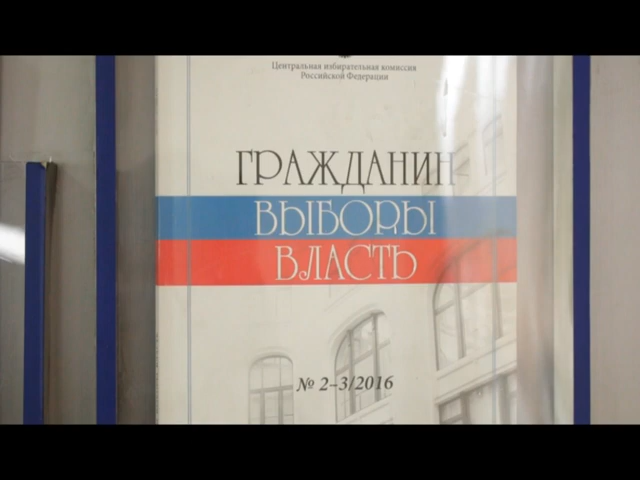 Центральная избирательная комиссия
Российской Федерации
ГРАЖДАНИН
ВЫБОРЫ
ВЛАСТЬ
№ 2–3/2016